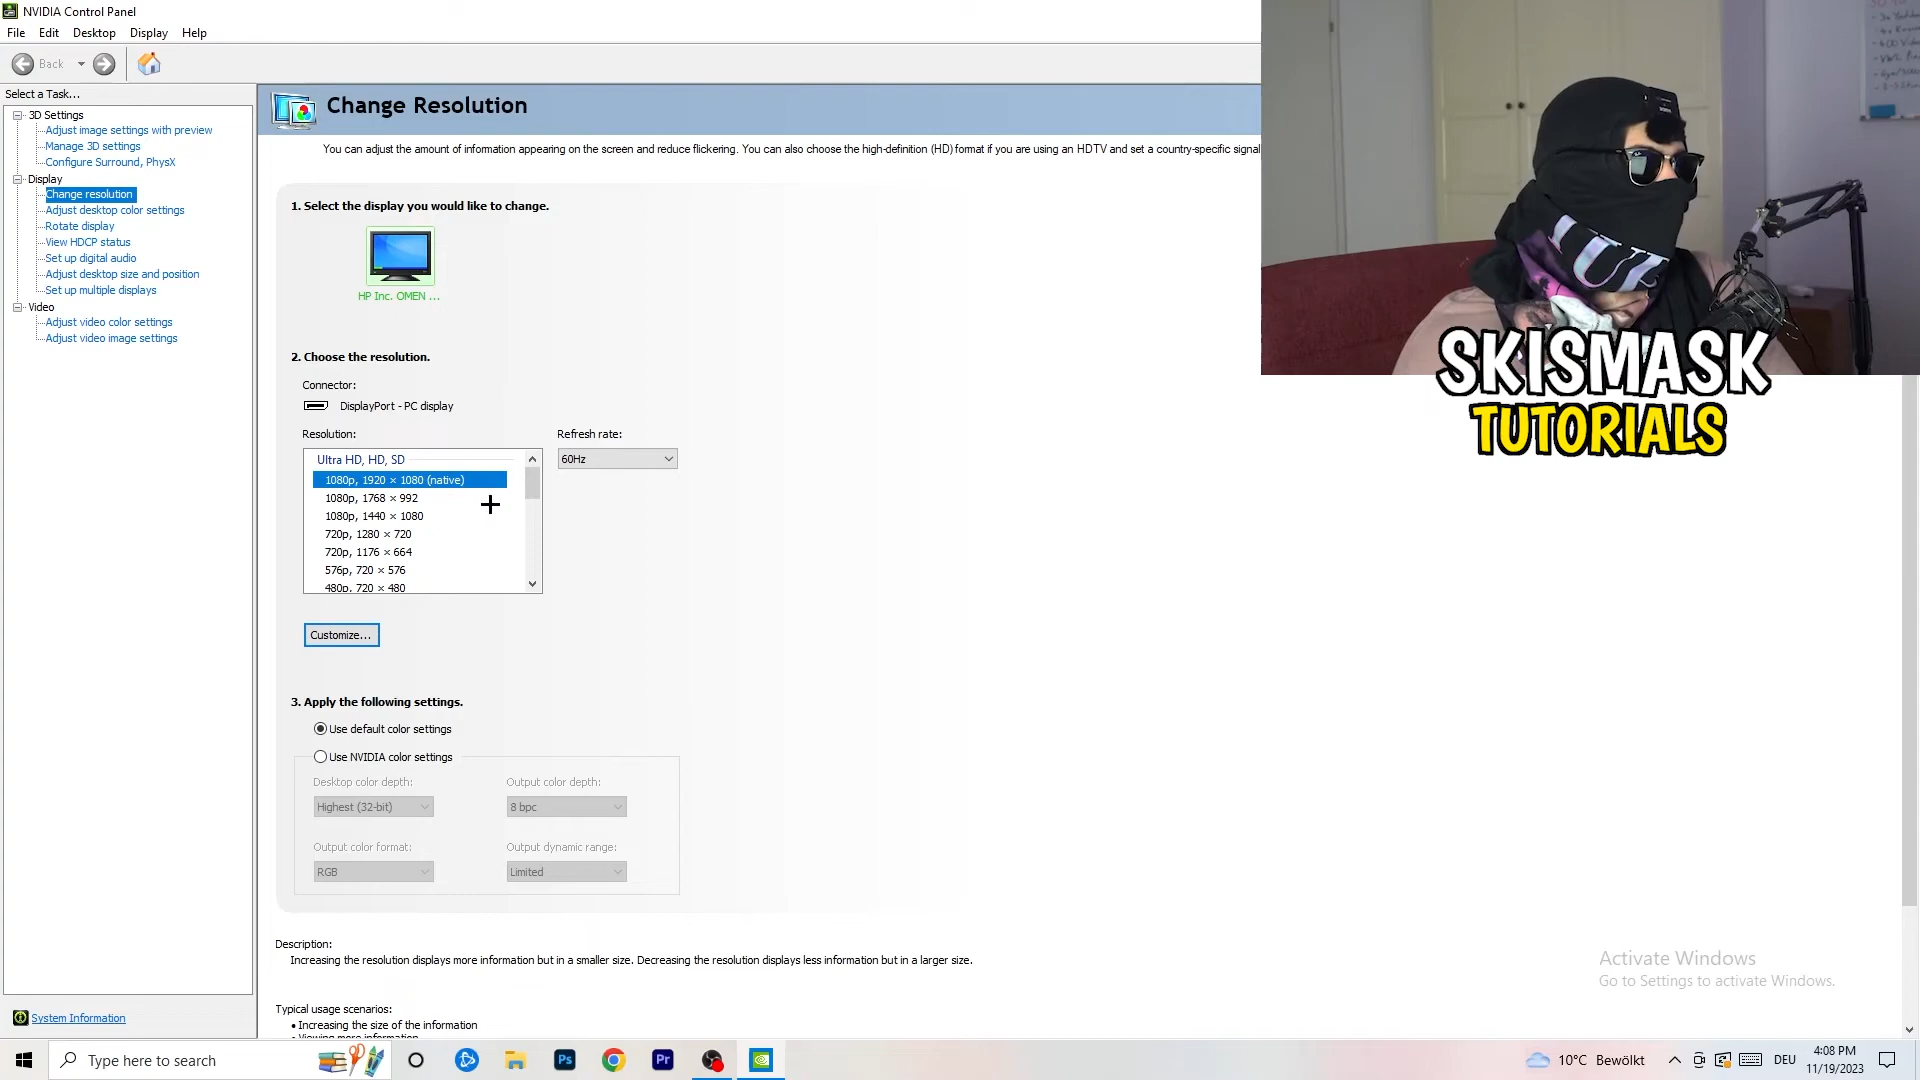 NVIDIA Control Panel
File Edit Desktop Display Help
Back
Select a Task...
3D Settings
Adjust image settings with preview
Manage 3D settings
Configure Surround, PhysX
Display
Change resolution
Adjust desktop color settings
Rotate display
View HDCP status
Set up digital audio
Adjust desktop size and position
Set up multiple displays
Video
Adjust video color settings
Adjust video image settings
System Information
Change Resolution
You can adjust the amount of information appearing on the screen and reduce flickering. You can also choose the high-definition (HD) format if you are using an HDTV and set a country-specific signal
1. Select the display you would like to change.
HP Inc. OMEN ...
2. Choose the resolution.
Connector:
DisplayPort - PC display
Resolution:
Refresh rate:
Ultra HD, HD, SD
60Hz
1080p, 1920 × 1080 (native)
1080p, 1768 × 992
1080p, 1440 × 1080
720p, 1280 × 720
720p, 1176 × 664
576p, 720 × 576
480p, 720 × 480
Customize...
3. Apply the following settings.
Use default color settings
Use NVIDIA color settings
Desktop color depth:
Output color depth:
Highest (32-bit)
8 bpc
Output color format:
Output dynamic range:
RGB
Limited
Description:
Increasing the resolution displays more information but in a smaller size. Decreasing the resolution displays less information but in a larger size.
Typical usage scenarios:
• Increasing the size of the information
• Viewing more information
SKISMASK
TUTORIALS
Activate Windows
Go to Settings to activate Windows.
Type here to search
Ps
Pr
10°C Bewölkt
DEU
4:08 PM
11/19/2023